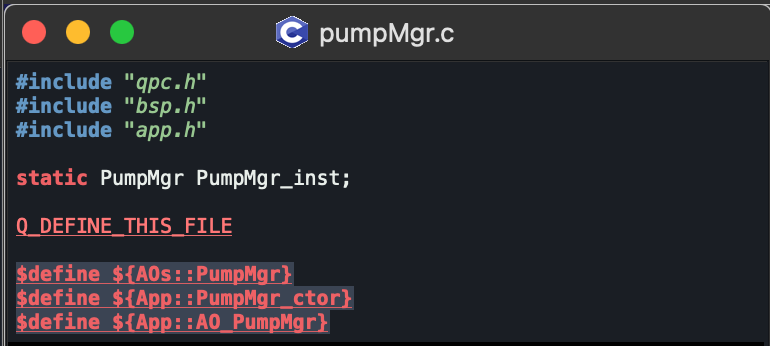 pumpMgr.c
#include "qpc.h"
#include "bsp.h"
#include "app.h"
static PumpMgr PumpMgr_inst;
Q_DEFINE_THIS_FILE
$define ${AOs::PumpMgr}
$define ${App::PumpMgr_ctor}
$define ${App::AO_PumpMgr}